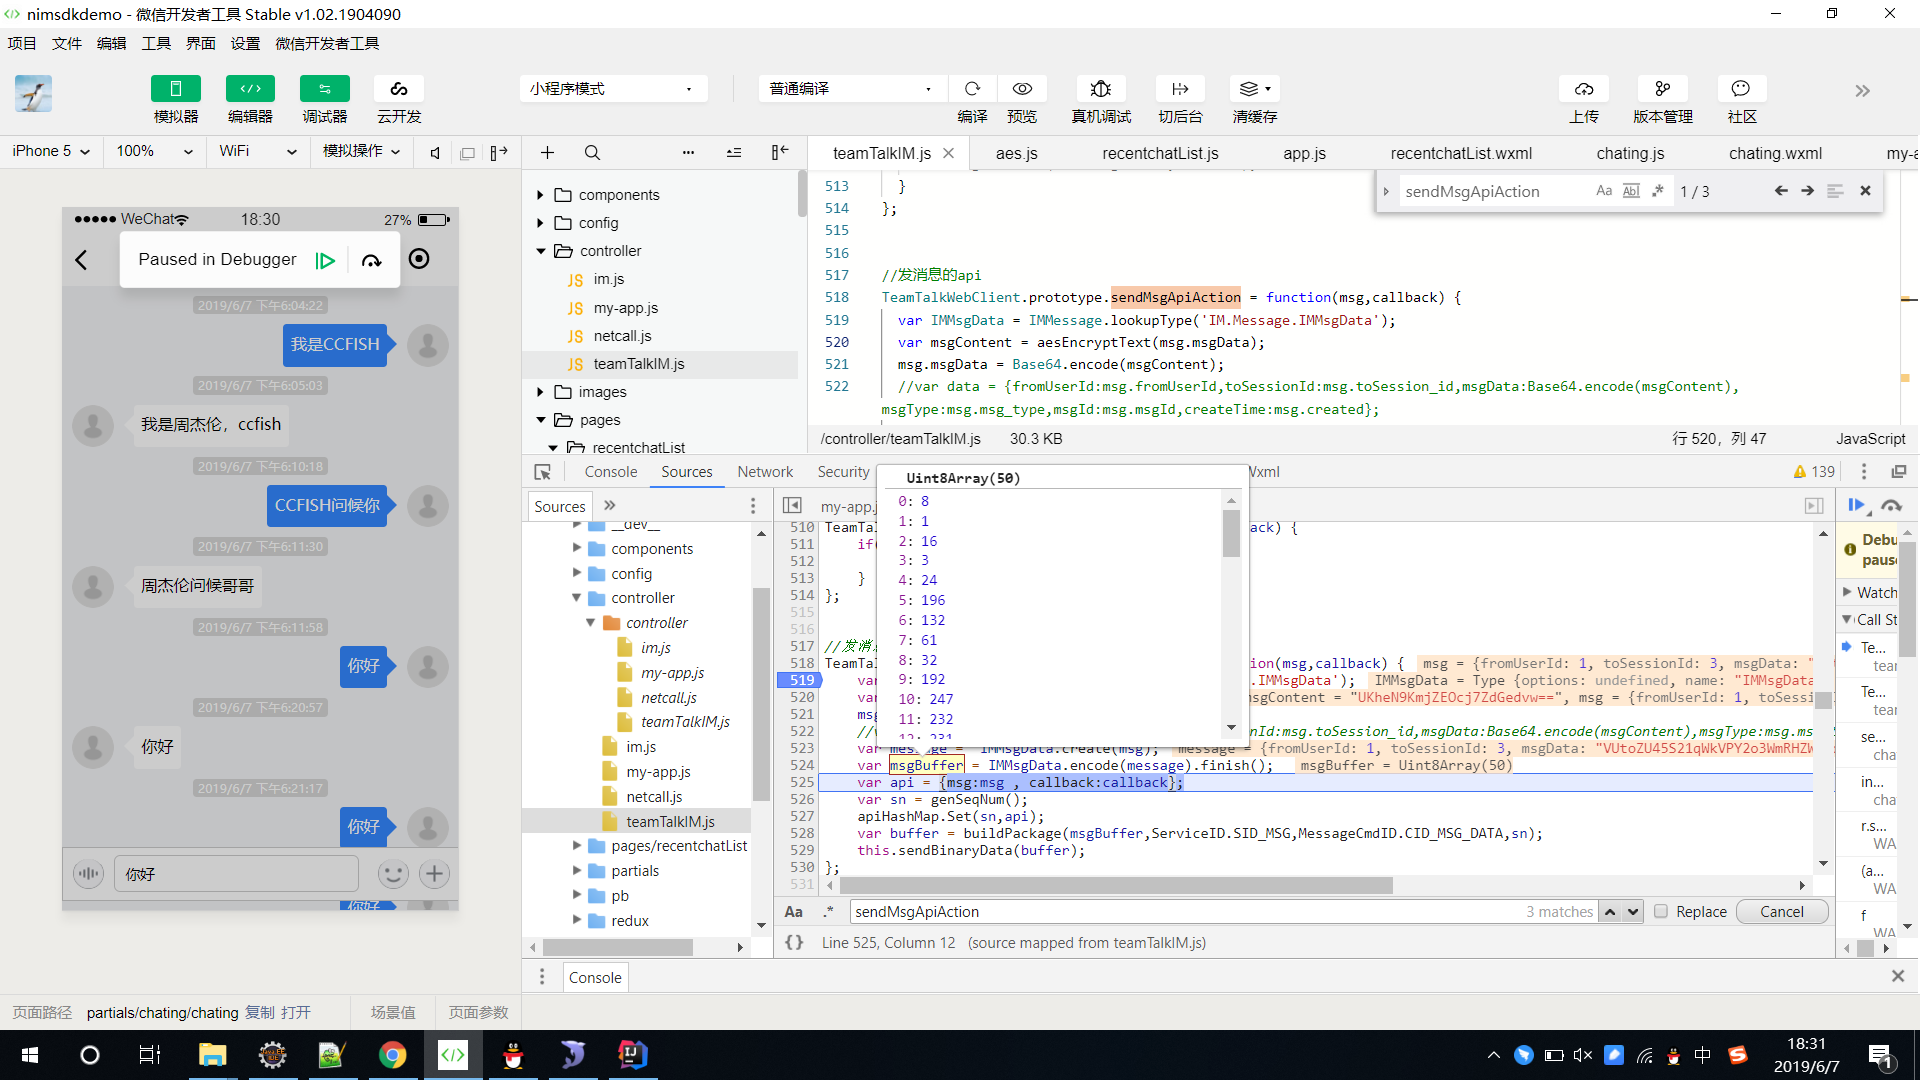 nimsdkdemo - 微信开发者工具 Stable v1.02.1904090
项目 文件 编辑 工具 界面 设置 微信开发者工具
模拟器 编辑器 调试器 云开发
小程序模式
普通编译
编译 预览 真机调试 切后台 清缓存
上传 版本管理 社区
iPhone 5 100% WiFi 模拟操作
WeChat 18:30 27%
Paused in Debugger
2019/6/7 下午6:04:22
我是CCFISH
2019/6/7 下午6:05:03
我是周杰伦，ccfish
2019/6/7 下午6:10:18
CCFISH问候你
2019/6/7 下午6:11:30
周杰伦问候哥哥
2019/6/7 下午6:11:58
你好
2019/6/7 下午6:20:57
你好
2019/6/7 下午6:21:17
你好
你好
你好
页面路径 partials/chating/chating 复制 打开 场景值 页面参数
components
config
controller
JS im.js
JS my-app.js
JS netcall.js
JS teamTalkIM.js
images
pages
recentchatList
teamTalkIM.js aes.js recentchatList.js app.js recentchatList.wxml chating.js chating.wxml my-a
sendMsgApiAction Aa Abl .* 1 / 3
513 }
514 };
515
516
517 //发消息的api
518 TeamTalkWebClient.prototype.sendMsgApiAction = function(msg,callback) {
519 var IMMsgData = IMMessage.lookupType('IM.Message.IMMsgData');
520 var msgContent = aesEncryptText(msg.msgData);
521 msg.msgData = Base64.encode(msgContent);
522 //var data = {fromUserId:msg.fromUserId,toSessionId:msg.toSession_id,msgData:Base64.encode(msgContent),
msgType:msg.msg_type,msgId:msg.msgId,createTime:msg.created};
/controller/teamTalkIM.js 30.3 KB 行 520，列 47 JavaScript
Console Sources Network Security Wxml 139
Sources
__dev__
components
config
controller
controller
im.js
my-app.js
netcall.js
teamTalkIM.js
im.js
my-app.js
netcall.js
teamTalkIM.js
pages/recentchatList
partials
pb
redux
my-app.j
Uint8Array(50)
0: 8
1: 1
2: 16
3: 3
4: 24
5: 196
6: 132
7: 61
8: 32
9: 192
10: 247
11: 232
12: 231
510 TeamTal ack) {
511 if
512
513 }
514 };
515
516
517 //发消
518 TeamTal ion(msg,callback) { msg = {fromUserId: 1, toSessionId: 3, msgData: "
519 var .IMMsgData'); IMMsgData = Type {options: undefined, name: "IMMsgData
520 var msgContent = "UKheN9KmjZEOcj7ZdGedvw==", msg = {fromUserId: 1, toSessio
521 msg
522 //v nId:msg.toSession_id,msgData:Base64.encode(msgContent),msgType:msg.ms
523 var message = IMMsgData.create(msg); message = {fromUserId: 1, toSessionId: 3, msgData: "VUtoZU45S21qWkVPY2o3WmRHZW
524 var msgBuffer = IMMsgData.encode(message).finish(); msgBuffer = Uint8Array(50)
525 var api = {msg:msg , callback:callback};
526 var sn = genSeqNum();
527 apiHashMap.Set(sn,api);
528 var buffer = buildPackage(msgBuffer,ServiceID.SID_MSG,MessageCmdID.CID_MSG_DATA,sn);
529 this.sendBinaryData(buffer);
530 };
531
Aa .* sendMsgApiAction 3 matches Replace Cancel
{} Line 525, Column 12 (source mapped from teamTalkIM.js)
Debu
paus
Watch
Call St
Te...
team
Te...
team
se...
cha
in...
cha
r.s...
WA
(a...
WA
f
WA
Console
中
18:31
2019/6/7
1